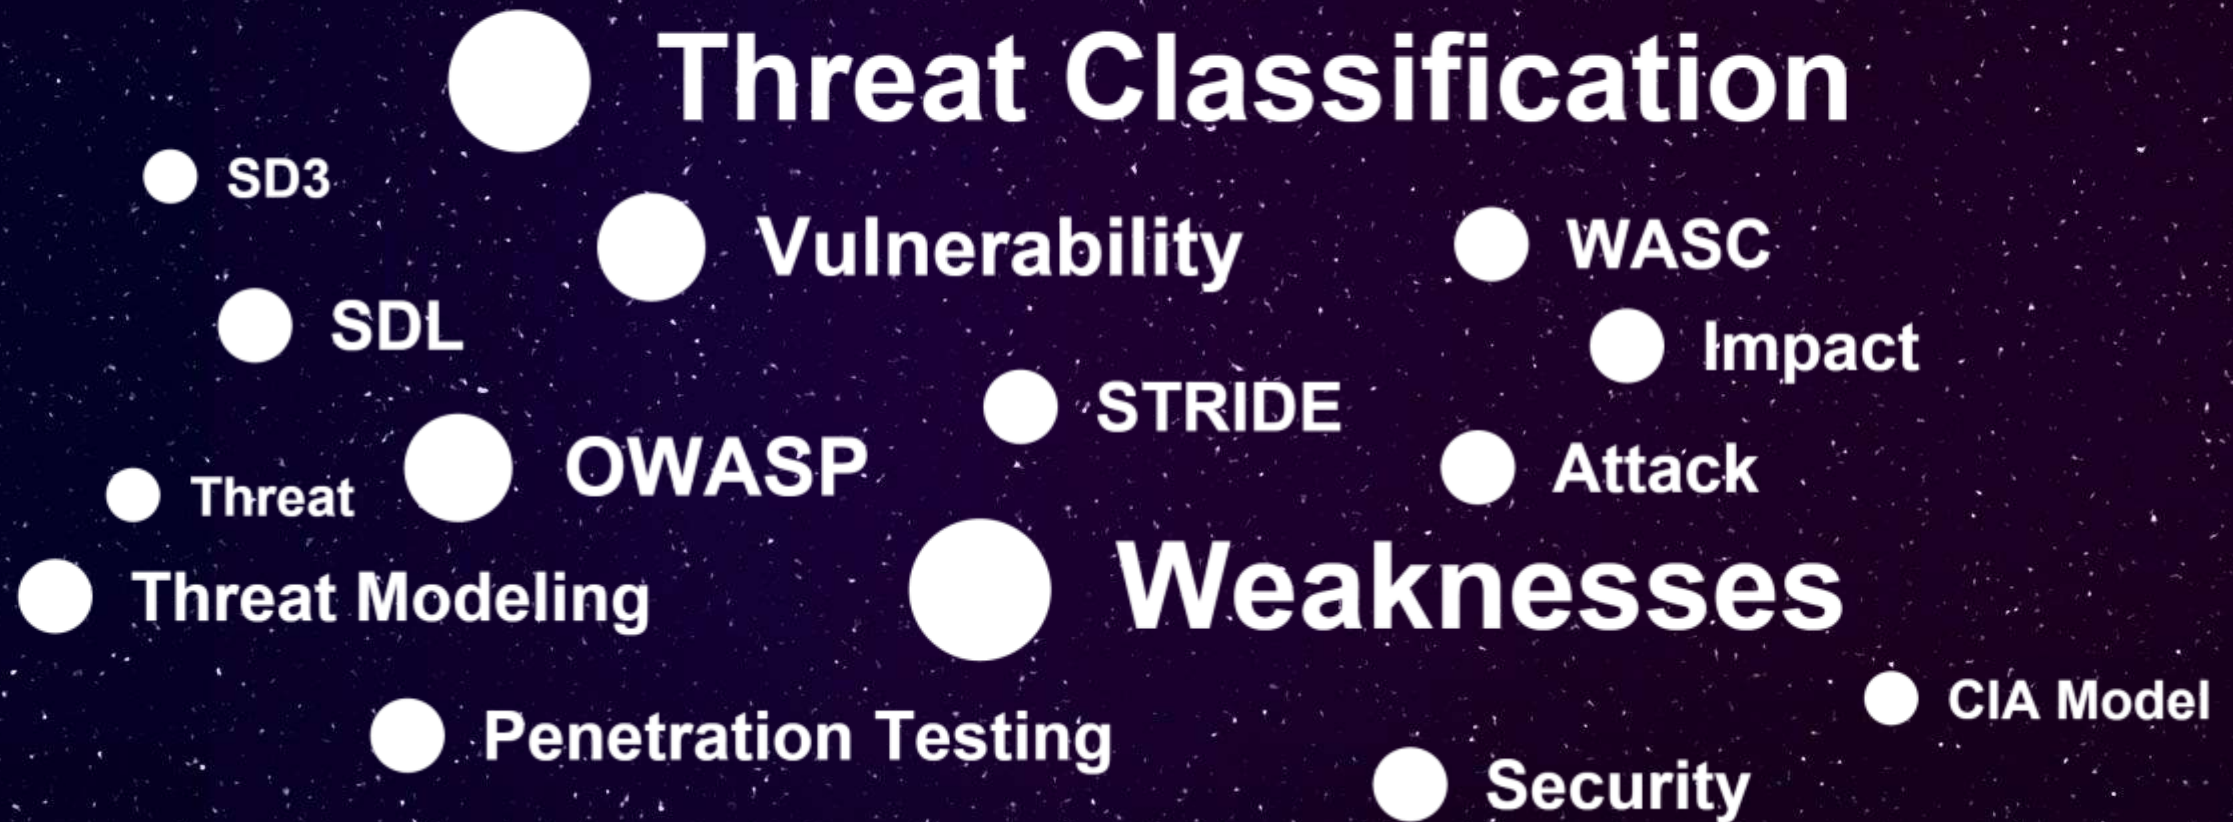 Threat Classification
SD3
Vulnerability
WASC
SDL
Impact
STRIDE
OWASP
Attack
Threat
Weaknesses
Threat Modeling
CIA Model
Penetration Testing
Security